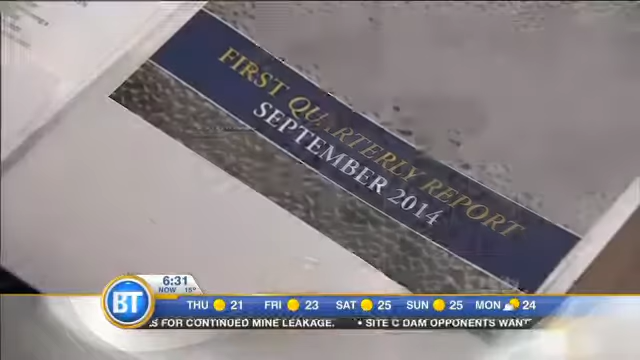 FIRST QUARTERLY REPORT
SEPTEMBER 2014
6:31
NOW 15°
BT
THU 21 FRI 23 SAT 25 SUN 25 MON 24
S FOR CONTINUED MINE LEAKAGE. • SITE C DAM OPPONENTS WANT